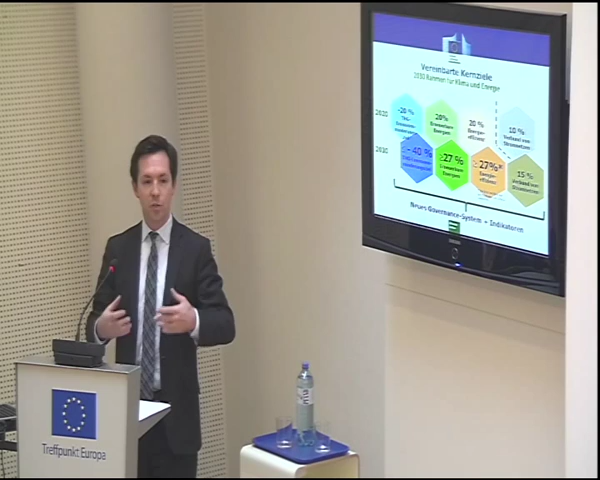 Vereinbarte Kernziele
2030 Rahmen für Klima und Energie
2020
-20 %
20%
Erneuerbare Energien
20 %
Energie-
effizienz
10 %
Verbund von
Stromnetzen
2030
- 40 %
≥27 %
Erneuerbare
Energien
≥ 27%*
Energie-
effizienz
15 %
Verbund von
Stromnetzen
Neues Governance-System + Indikatoren
Treffpunkt Europa